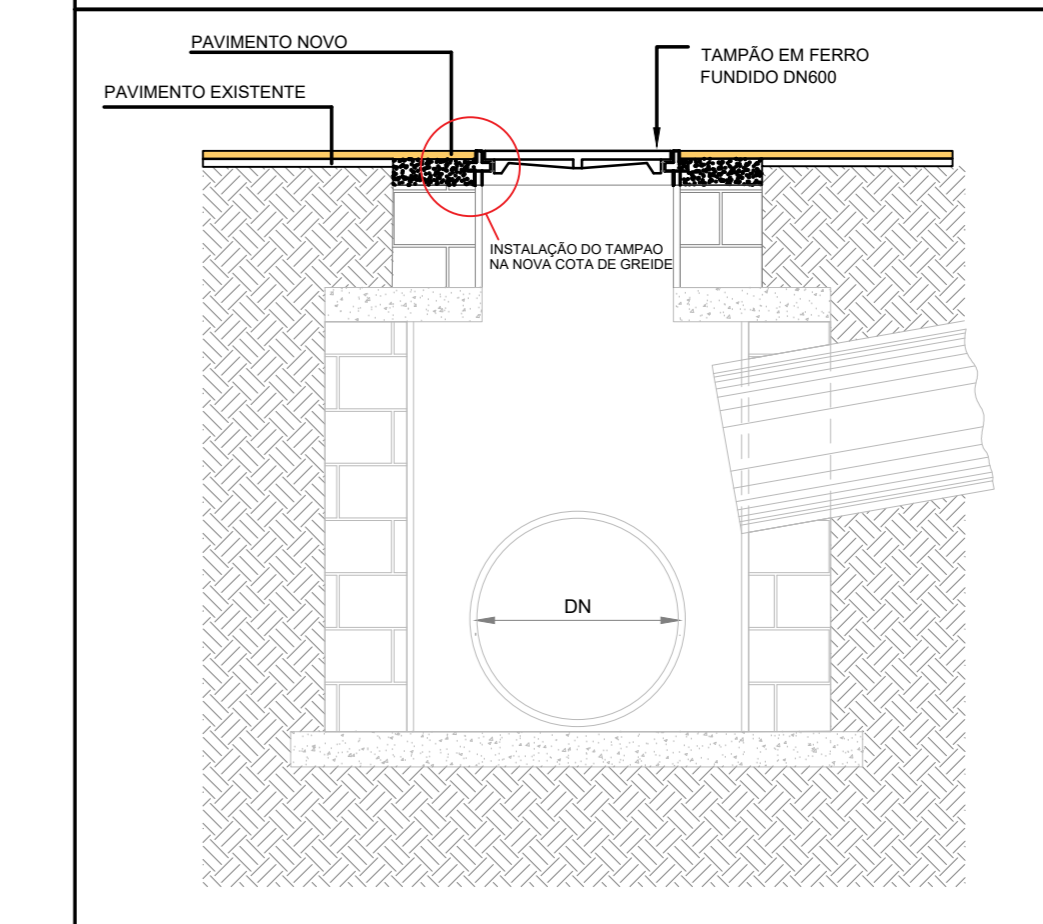 PAVIMENTO NOVO
PAVIMENTO EXISTENTE
TAMPÃO EM FERRO
FUNDIDO DN600
INSTALAÇÃO DO TAMPAO
NA NOVA COTA DE GREIDE
DN